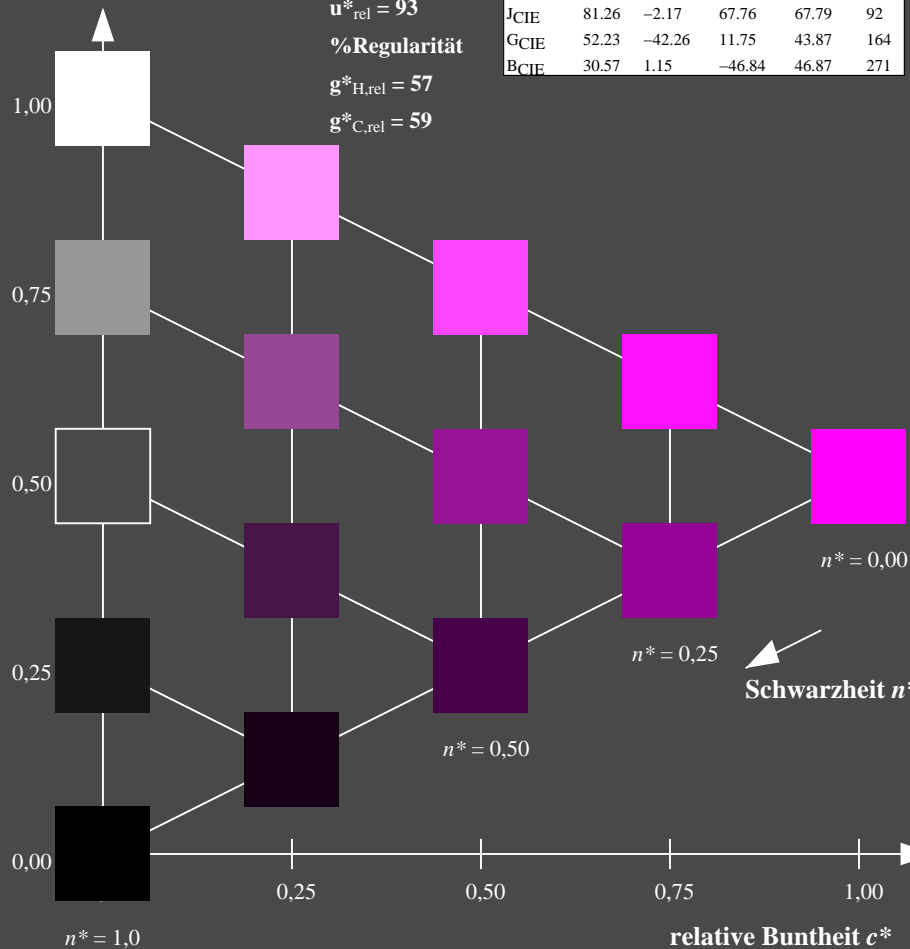 u*rel = 93
%Regularität
g*H,rel = 57
g*C,rel = 59
JCIE 81.26 −2.17 67.76 67.79 92
GCIE 52.23 −42.26 11.75 43.87 164
BCIE 30.57 1.15 −46.84 46.87 271
1,00
0,75
0,50
0,25
0,00
n* = 0,00
n* = 0,25
Schwarzheit n*
n* = 0,50
0,25 0,50 0,75 1,00
n* = 1,0
relative Buntheit c*